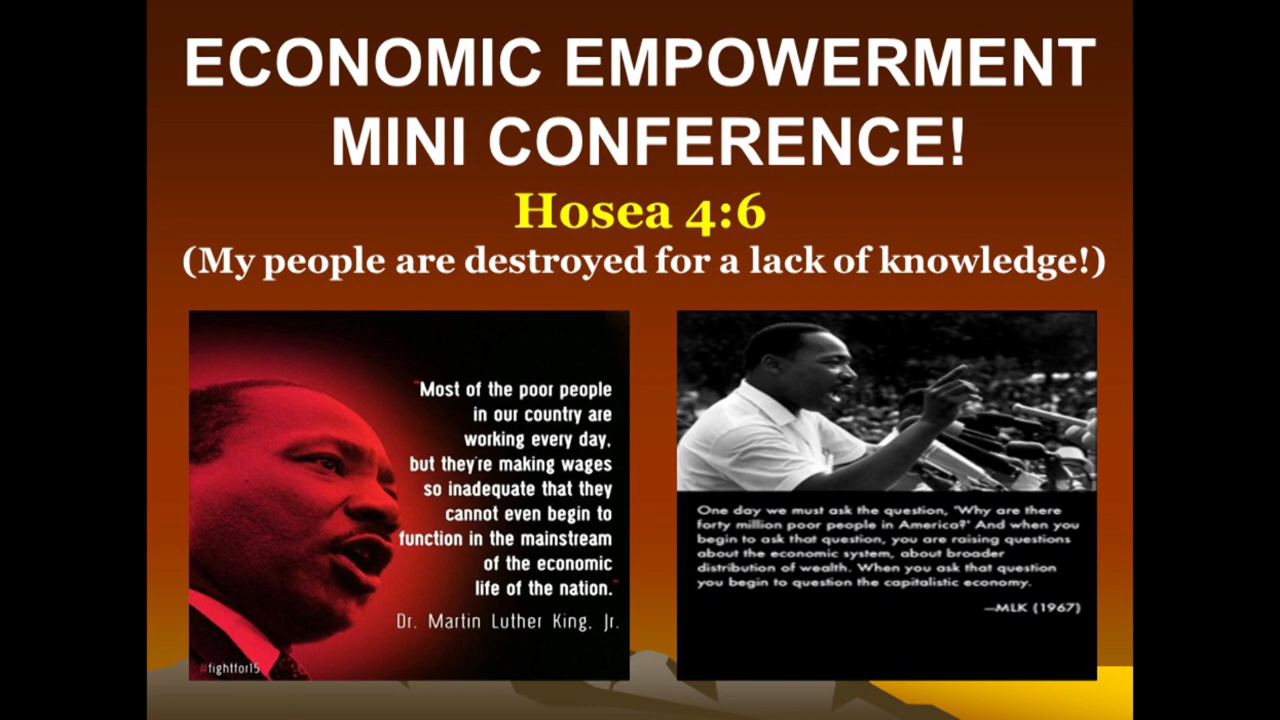 ECONOMIC EMPOWERMENT
MINI CONFERENCE!
Hosea 4:6
(My people are destroyed for a lack of knowledge!)
"Most of the poor people
in our country are
working every day,
but they're making wages
so inadequate that they
cannot even begin to
function in the mainstream
of the economic
life of the nation."
Dr. Martin Luther King, Jr.
#fightfor15
One day we must ask the question, "Why are there
forty million poor people in America?" And when you
begin to ask that question, you are raising questions
about the economic system, about broader
distribution of wealth. When you ask that question
you begin to question the capitalistic economy.
—MLK (1967)